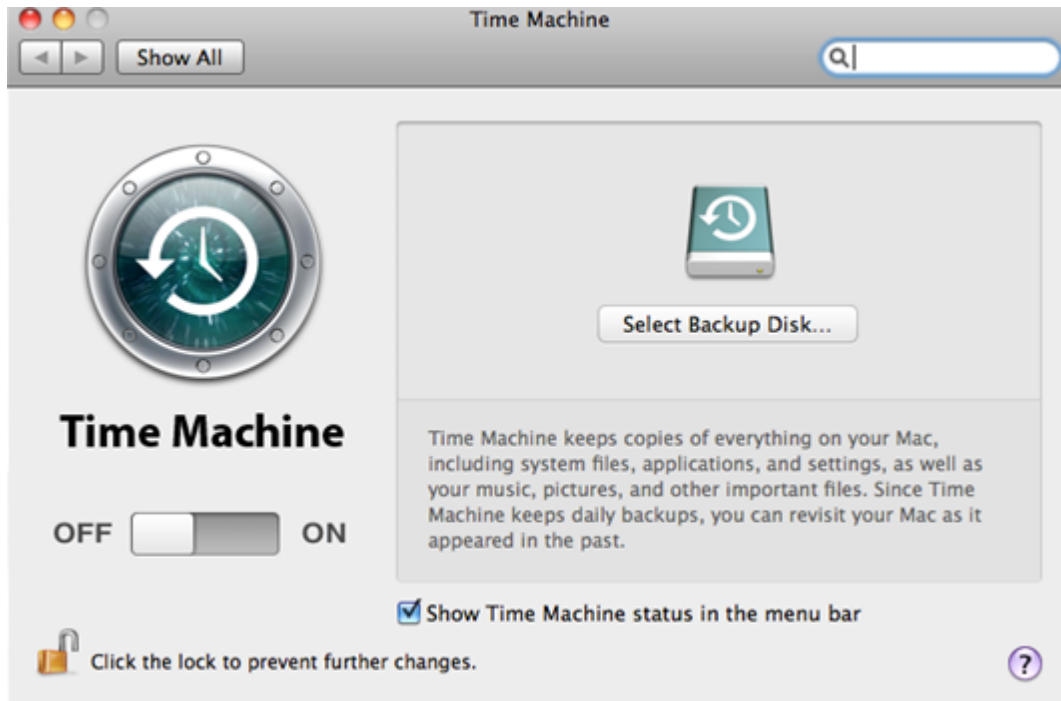 Time Machine
Show All
Select Backup Disk...
Time Machine
Time Machine keeps copies of everything on your Mac,
including system files, applications, and settings, as well as
your music, pictures, and other important files. Since Time
Machine keeps daily backups, you can revisit your Mac as it
appeared in the past.
OFF ON
Show Time Machine status in the menu bar
Click the lock to prevent further changes.
?